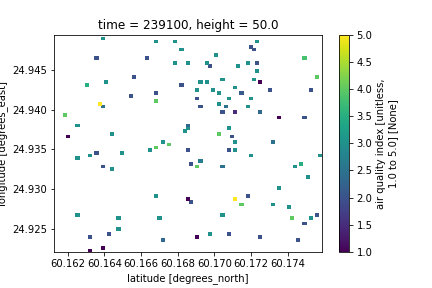 time = 239100, height = 50.0
longitude [degrees_east]
24.945
24.940
24.935
24.930
24.925
60.162 60.164 60.166 60.168 60.170 60.172 60.174
latitude [degrees_north]
5.0
4.5
4.0
3.5
3.0
2.5
2.0
1.5
1.0
air quality index [unitless,
1.0 to 5.0] [None]